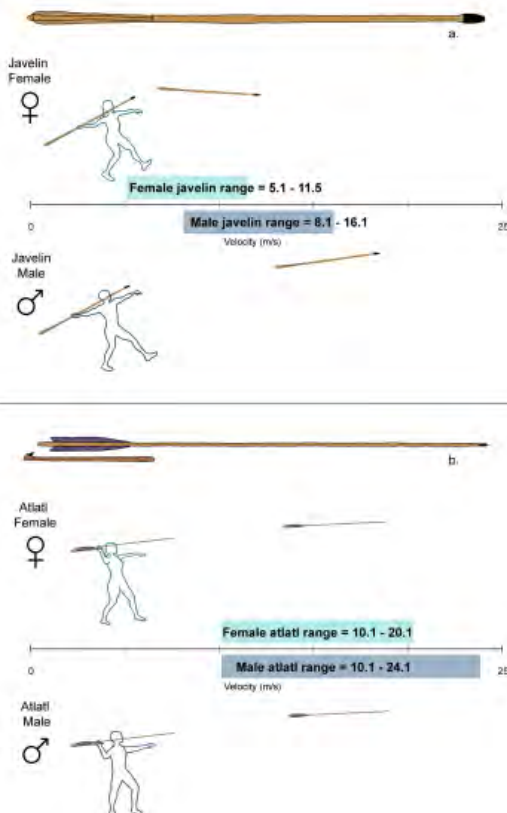 a.
Javelin
Female
♀
Female javelin range = 5.1 - 11.5
0
25
Male javelin range = 8.1 - 16.1
Velocity (m/s)
Javelin
Male
♂
b.
Atlatl
Female
♀
Female atlatl range = 10.1 - 20.1
0
25
Male atlatl range = 10.1 - 24.1
Velocity (m/s)
Atlatl
Male
♂